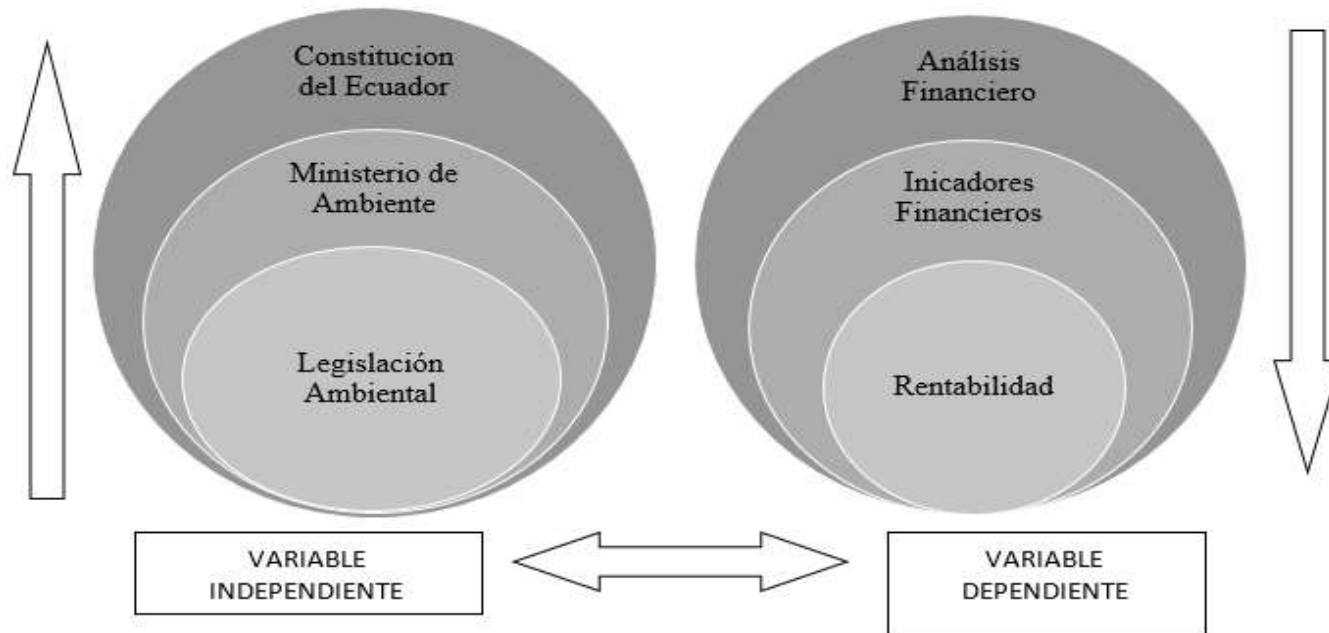 Constitucion
del Ecuador
Ministerio de
Ambiente
Legislación
Ambiental
Análisis
Financiero
Inicadores
Financieros
Rentabilidad
VARIABLE
INDEPENDIENTE
VARIABLE
DEPENDIENTE